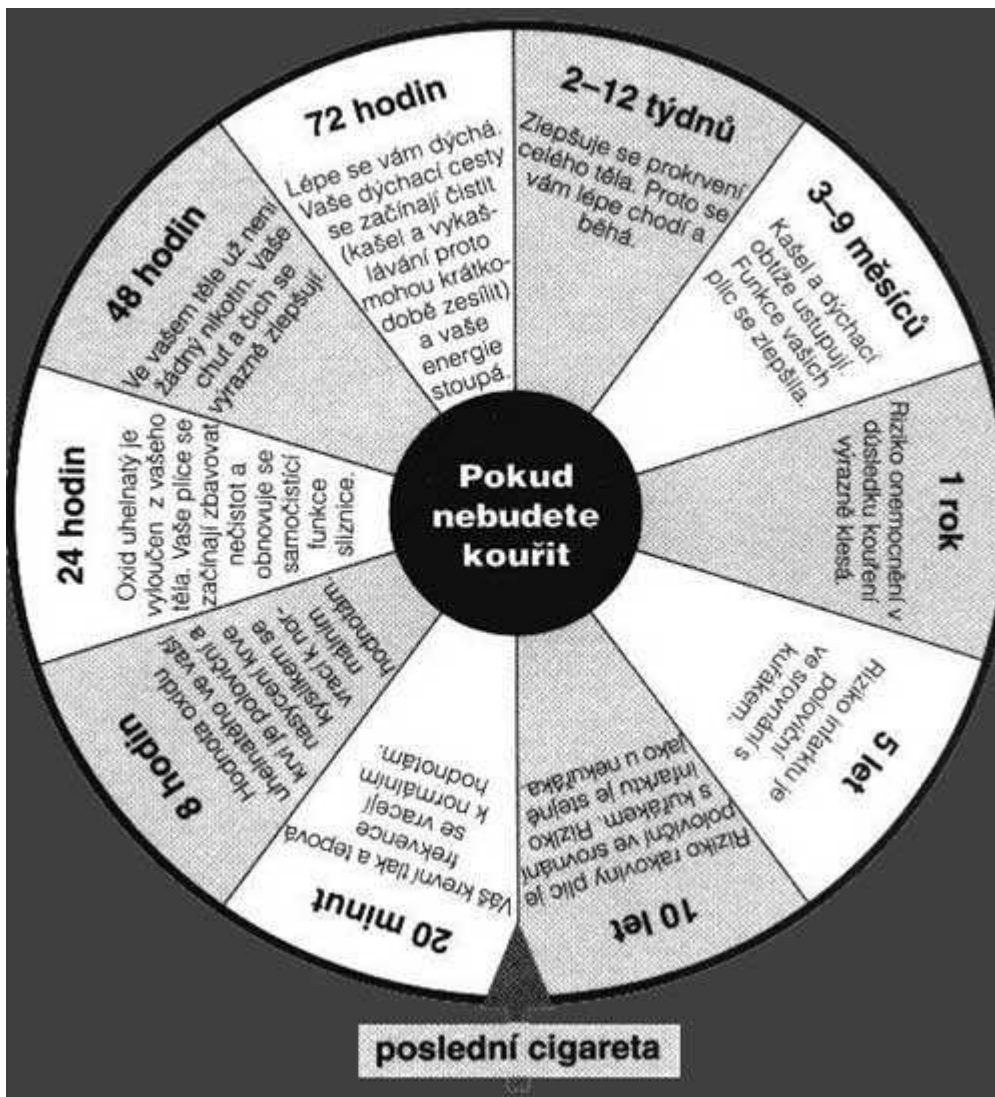 Pokud
nebudete
kouřit
poslední cigareta
20 minut
Váš krevní tlak a tepová
frekvence
se vracejí
k normálním
hodnotám.
8 hodin
Hodnota oxidu
uhelnatého ve vaší
krvi je poloviční a
nasycení krve
kyslíkem se
vrací k nor-
málním
hodnotám.
24 hodin
Oxid uhelnatý je
vyloučen z vašeho
těla. Vaše plíce se
začínají zbavovat
nečistot a
obnovuje se
samočistící
funkce
sliznice.
48 hodin
Ve vašem těle už není
žádný nikotin. Vaše
chuť a čich se
výrazně zlepšují.
72 hodin
Lépe se vám dýchá.
Vaše dýchací cesty
se začínají čistit
(kašel a vykaš-
lávání proto
mohou krátko-
době zesílit)
a vaše
energie
stoupá.
2–12 týdnů
Zlepšuje se prokrvení
celého těla. Proto se
vám lépe chodí a
běhá.
3–9 měsíců
Kašel a dýchací
obtíže ustupují.
Funkce vašich
plic se zlepšila.
1 rok
Riziko onemocnění v
důsledku kouření
výrazně klesá.
5 let
Riziko infarktu je
poloviční
ve srovnání s
kuřákem.
10 let
Riziko rakoviny plic je
poloviční ve srovnání
s kuřákem. Riziko
infarktu je stejné
jako u nekuřáka.